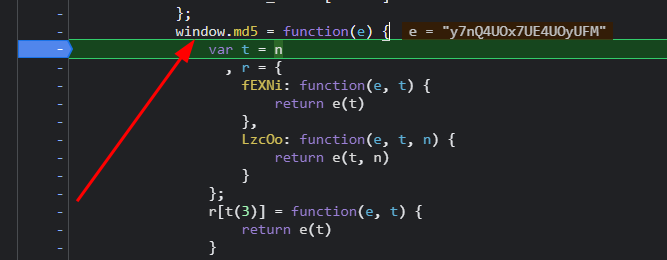 };
window.md5 = function(e) { e = "y7nQ4UOx7UE4UOyUFM"
var t = n
, r = {
fEXNi: function(e, t) {
return e(t)
},
LzcOo: function(e, t, n) {
return e(t, n)
}
};
r[t(3)] = function(e, t) {
return e(t)
}